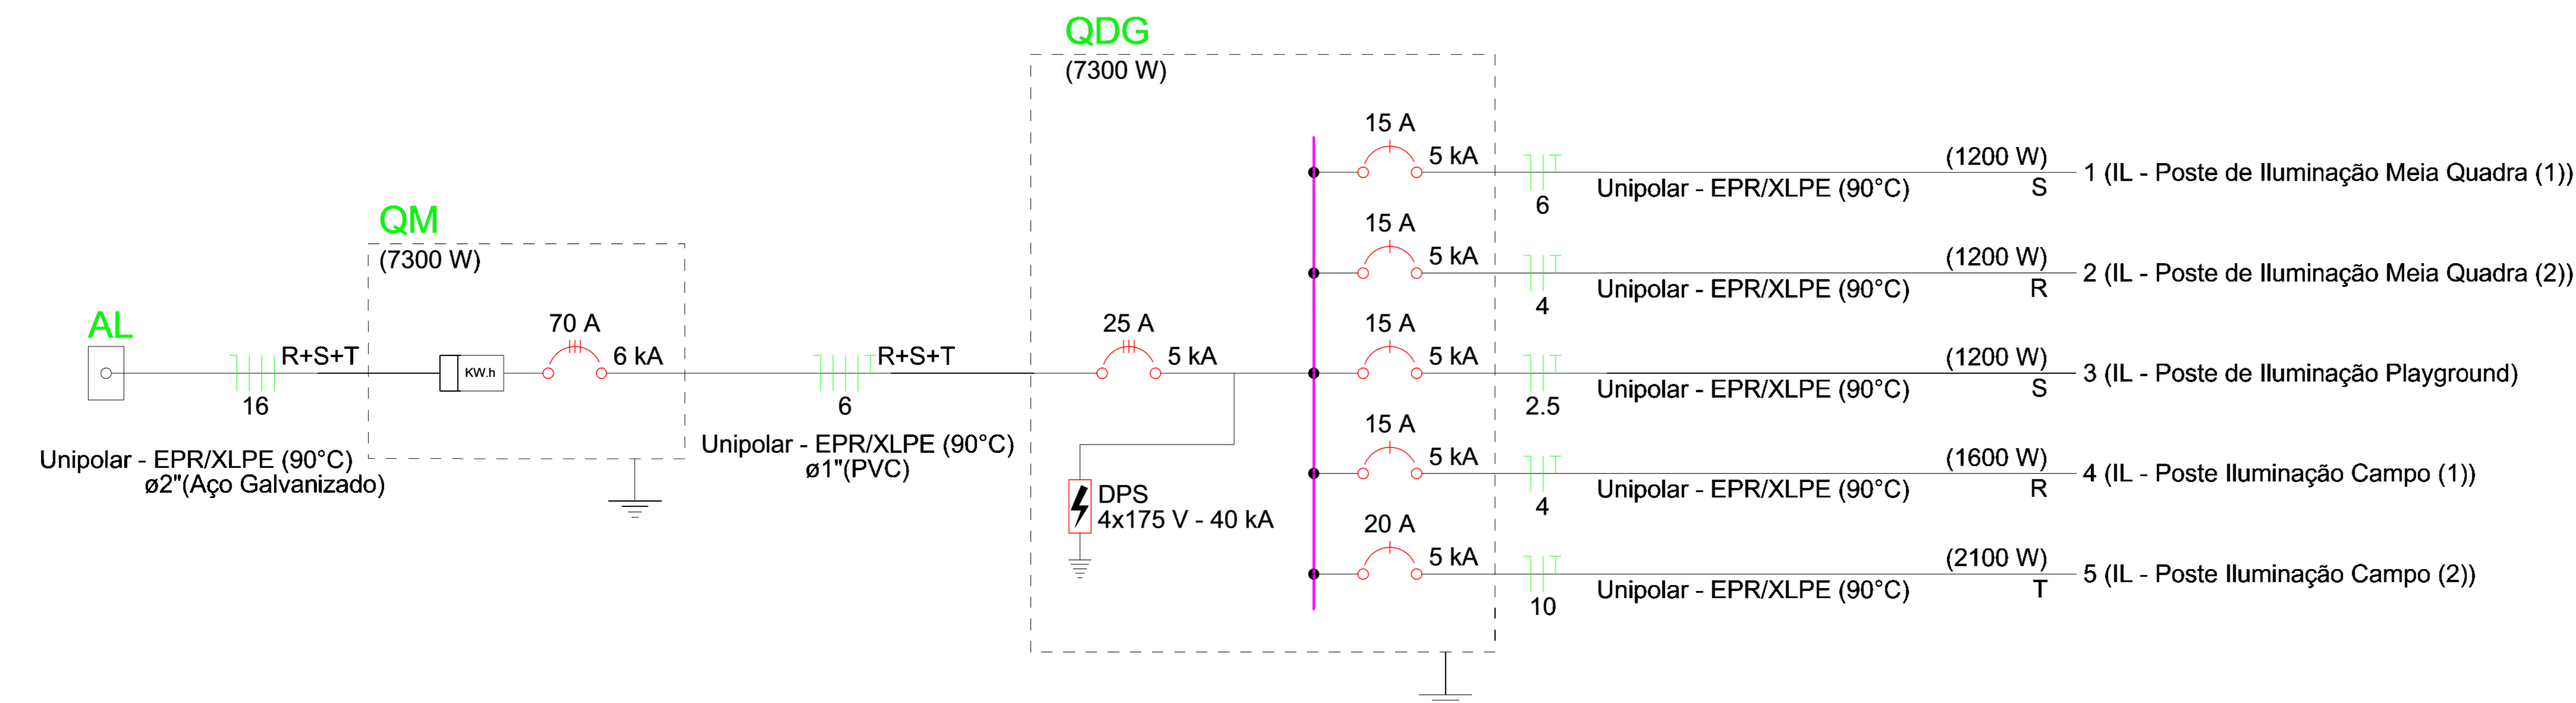 AL
R+S+T
16
Unipolar - EPR/XLPE (90°C)
ø2"(Aço Galvanizado)
QM
(7300 W)
KW.h
70 A
6 kA
R+S+T
6
Unipolar - EPR/XLPE (90°C)
ø1"(PVC)
QDG
(7300 W)
25 A
5 kA
DPS
4x175 V - 40 kA
15 A
5 kA
6
Unipolar - EPR/XLPE (90°C)
(1200 W)
S
1 (IL - Poste de Iluminação Meia Quadra (1))
15 A
5 kA
4
Unipolar - EPR/XLPE (90°C)
(1200 W)
R
2 (IL - Poste de Iluminação Meia Quadra (2))
15 A
5 kA
2.5
Unipolar - EPR/XLPE (90°C)
(1200 W)
S
3 (IL - Poste de Iluminação Playground)
15 A
5 kA
4
Unipolar - EPR/XLPE (90°C)
(1600 W)
R
4 (IL - Poste Iluminação Campo (1))
20 A
5 kA
10
Unipolar - EPR/XLPE (90°C)
(2100 W)
T
5 (IL - Poste Iluminação Campo (2))